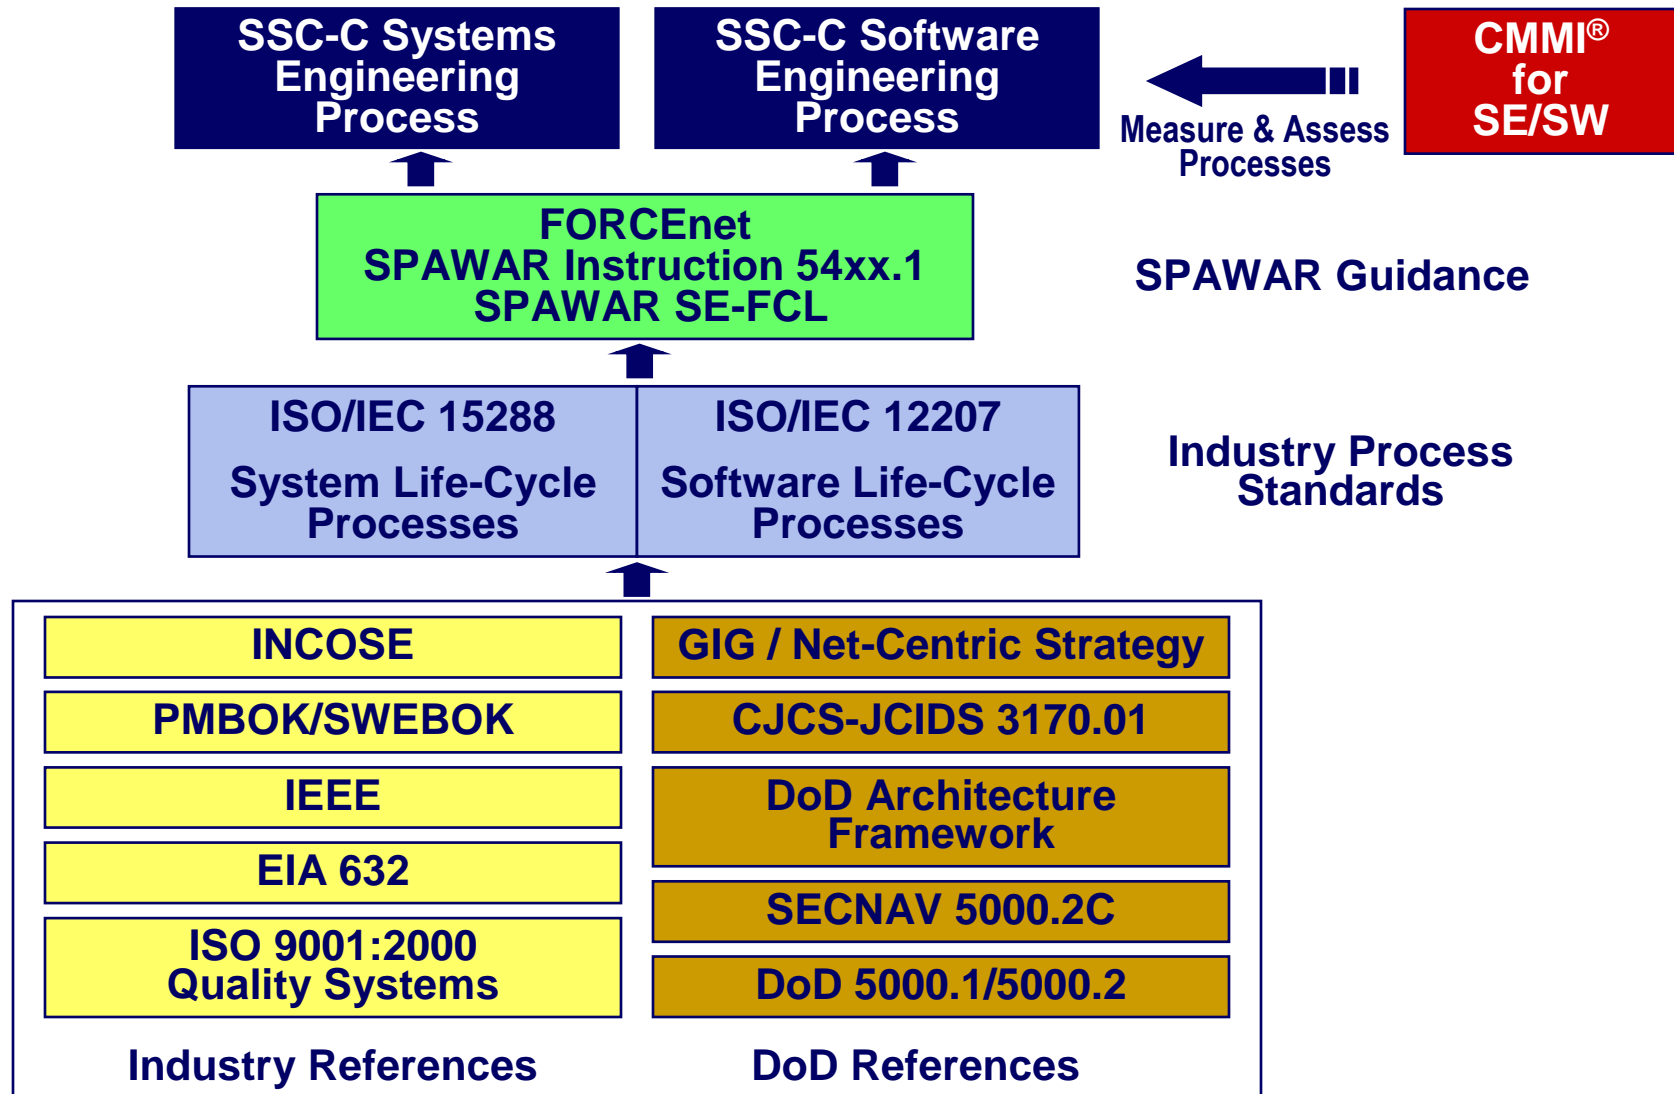 SSC-C Systems
Engineering
Process
SSC-C Software
Engineering
Process
CMMI®
for
SE/SW
Measure & Assess
Processes
FORCEnet
SPAWAR Instruction 54xx.1
SPAWAR SE-FCL
SPAWAR Guidance
ISO/IEC 15288
System Life-Cycle
Processes
ISO/IEC 12207
Software Life-Cycle
Processes
Industry Process
Standards
INCOSE
PMBOK/SWEBOK
IEEE
EIA 632
ISO 9001:2000
Quality Systems
Industry References
GIG / Net-Centric Strategy
CJCS-JCIDS 3170.01
DoD Architecture
Framework
SECNAV 5000.2C
DoD 5000.1/5000.2
DoD References